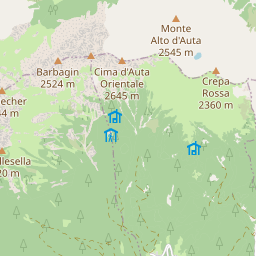 Monte
Alto d'Auta
2545 m
Barbagin
2524 m
Cima d'Auta
Orientale
2645 m
Crepa
Rossa
2360 m